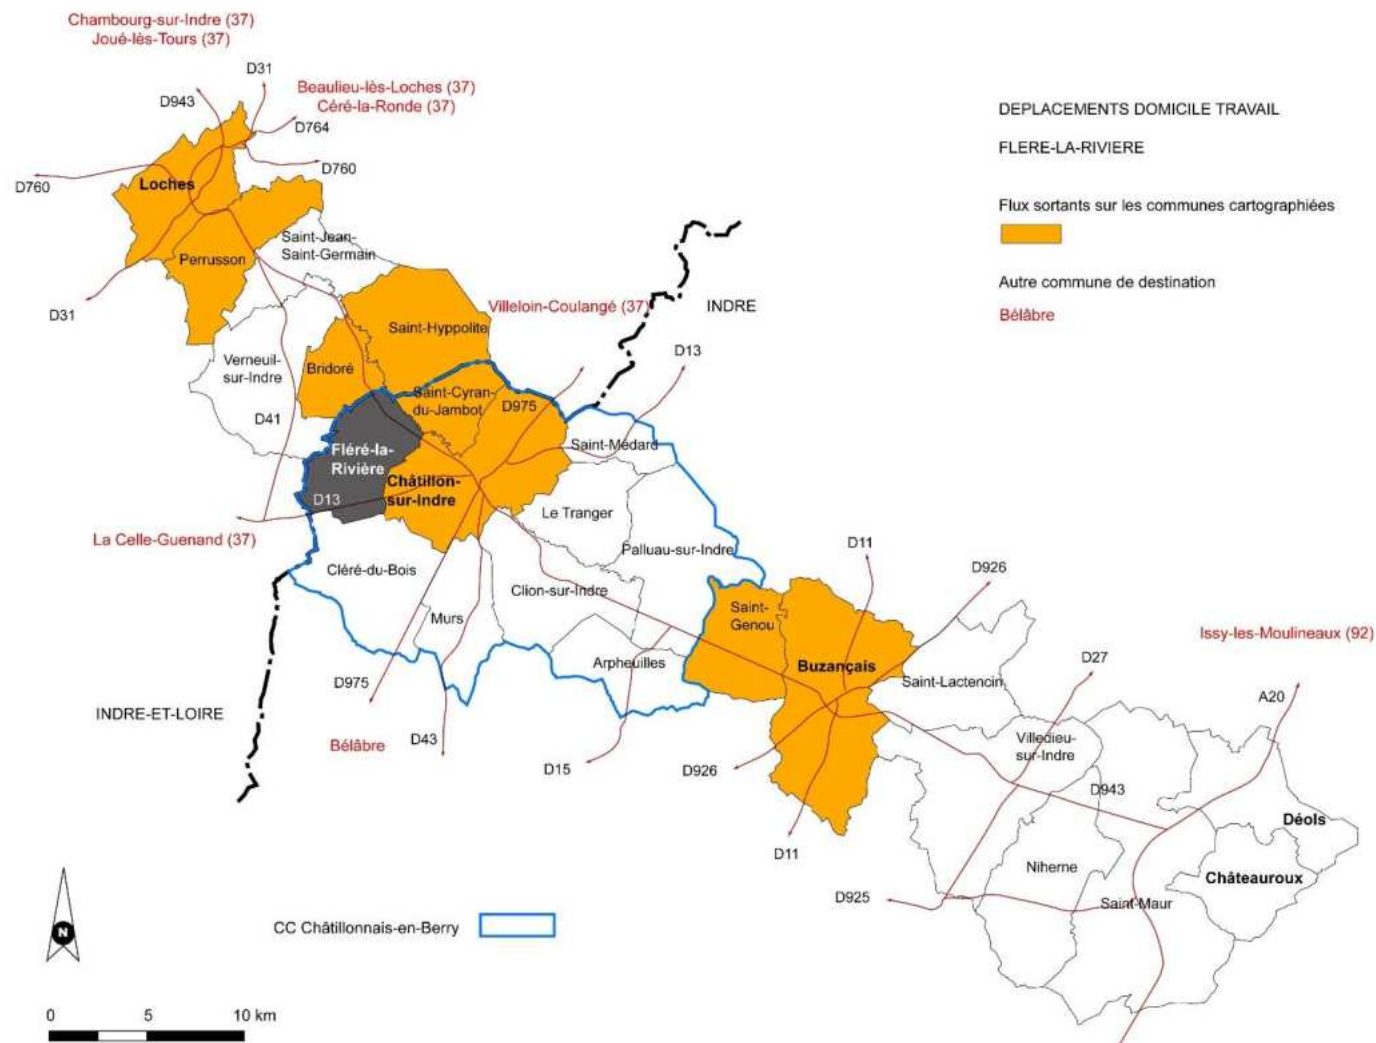 Chambourg-sur-Indre (37)
Joué-lès-Tours (37)
D31
Beaulieu-lès-Loches (37)
D943
Céré-la-Ronde (37)
D764
D760
D760
Loches
Saint-Jean-
Saint-Germain
Perrusson
D31
DEPLACEMENTS DOMICILE TRAVAIL
FLERE-LA-RIVIERE
Flux sortants sur les communes cartographiées
Autre commune de destination
Bélâbre
Villeloin-Coulangé (37)
INDRE
Saint-Hyppolite
D13
Verneuil-
sur-Indre
Bridoré
Saint-Cyran-
du-Jambot
D975
D41
Fléré-la-
Rivière
Saint-Médard
Châtillon-
sur-Indre
D13
Le Tranger
La Celle-Guenand (37)
Palluau-sur-Indre
Cléré-du-Bois
Clion-sur-Indre
D11
D926
Murs
Saint-
Genou
Issy-les-Moulineaux (92)
Arpheuilles
Buzançais
D27
D975
Saint-Lactencin
A20
INDRE-ET-LOIRE
Bélâbre
D43
D15
D926
Villedieu-
sur-Indre
D943
Déols
D11
Niherne
Châteauroux
D925
Saint-Maur
N
CC Châtillonnais-en-Berry
0 5 10 km